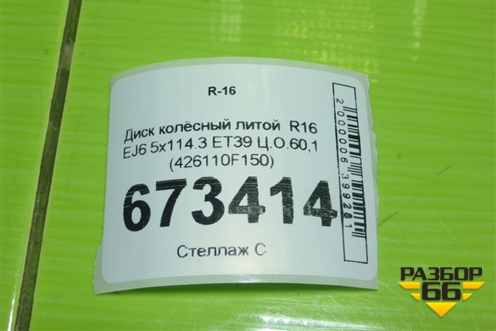 R-16
Диск колёсный литой R16
EJ6 5x114.3 ET39 Ц.О.60,1
(426110F150)
673414
Стеллаж С
2000006399281
РАЗБОР
66